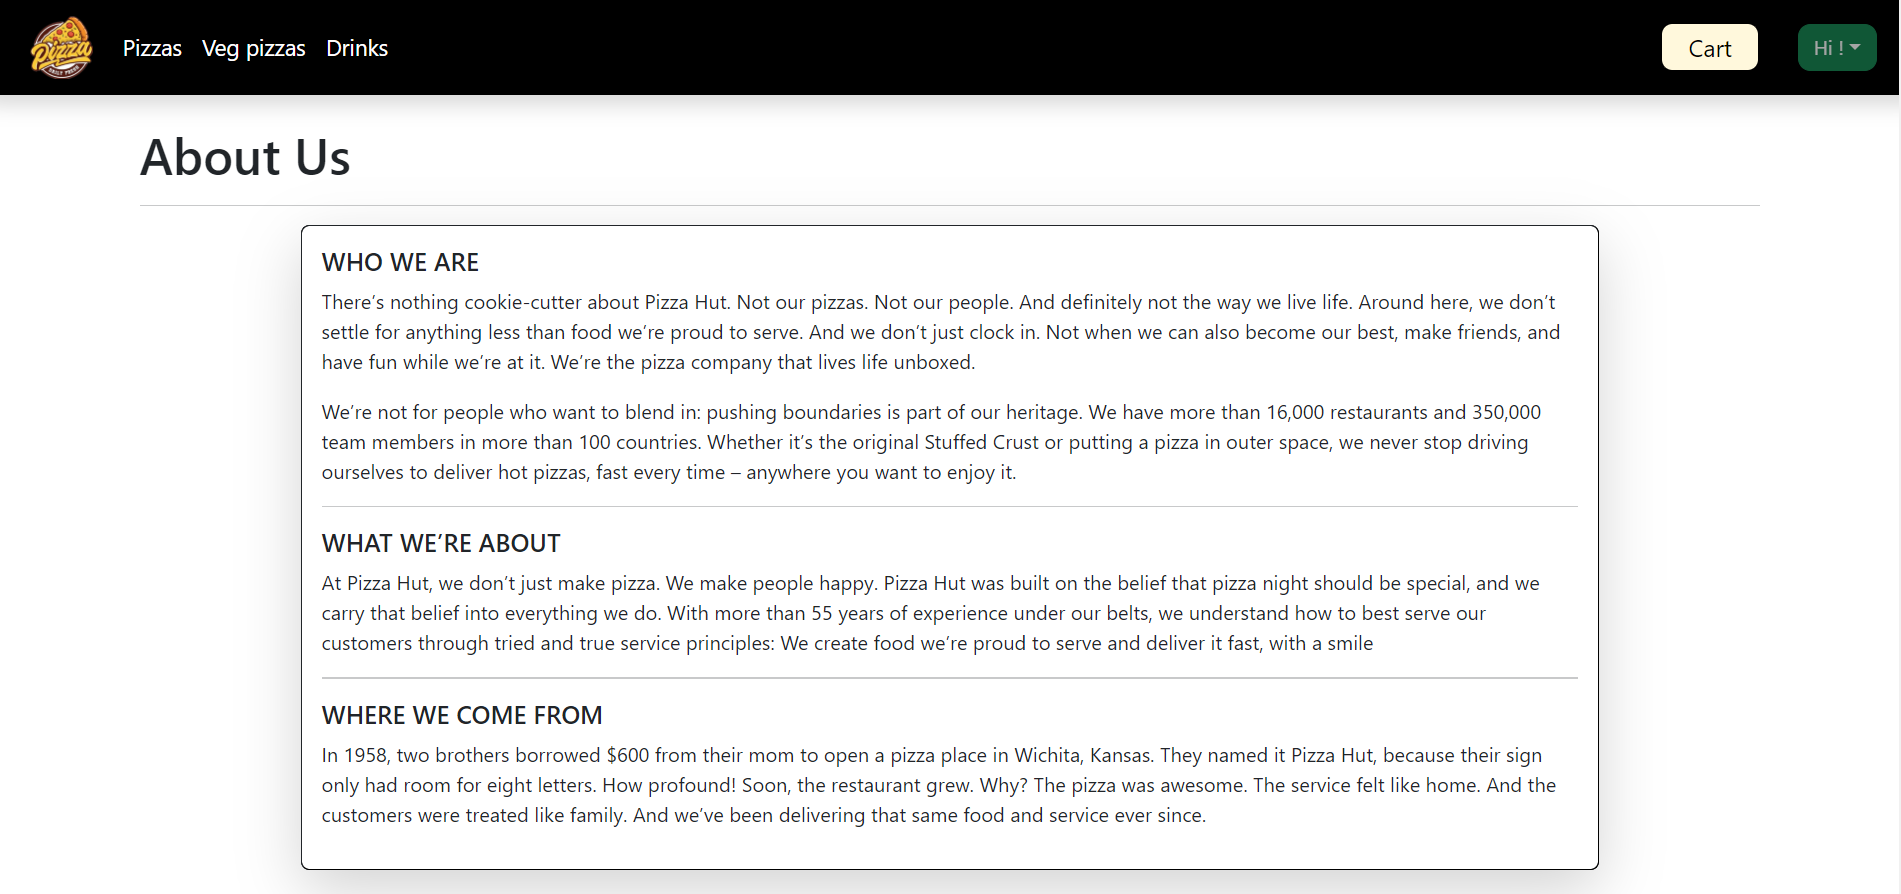 Pizza
Pizzas Veg pizzas Drinks Cart Hi !
About Us
WHO WE ARE
There’s nothing cookie-cutter about Pizza Hut. Not our pizzas. Not our people. And definitely not the way we live life. Around here, we don’t
settle for anything less than food we’re proud to serve. And we don’t just clock in. Not when we can also become our best, make friends, and
have fun while we’re at it. We’re the pizza company that lives life unboxed.
We’re not for people who want to blend in: pushing boundaries is part of our heritage. We have more than 16,000 restaurants and 350,000
team members in more than 100 countries. Whether it’s the original Stuffed Crust or putting a pizza in outer space, we never stop driving
ourselves to deliver hot pizzas, fast every time – anywhere you want to enjoy it.
WHAT WE’RE ABOUT
At Pizza Hut, we don’t just make pizza. We make people happy. Pizza Hut was built on the belief that pizza night should be special, and we
carry that belief into everything we do. With more than 55 years of experience under our belts, we understand how to best serve our
customers through tried and true service principles: We create food we’re proud to serve and deliver it fast, with a smile
WHERE WE COME FROM
In 1958, two brothers borrowed $600 from their mom to open a pizza place in Wichita, Kansas. They named it Pizza Hut, because their sign
only had room for eight letters. How profound! Soon, the restaurant grew. Why? The pizza was awesome. The service felt like home. And the
customers were treated like family. And we’ve been delivering that same food and service ever since.